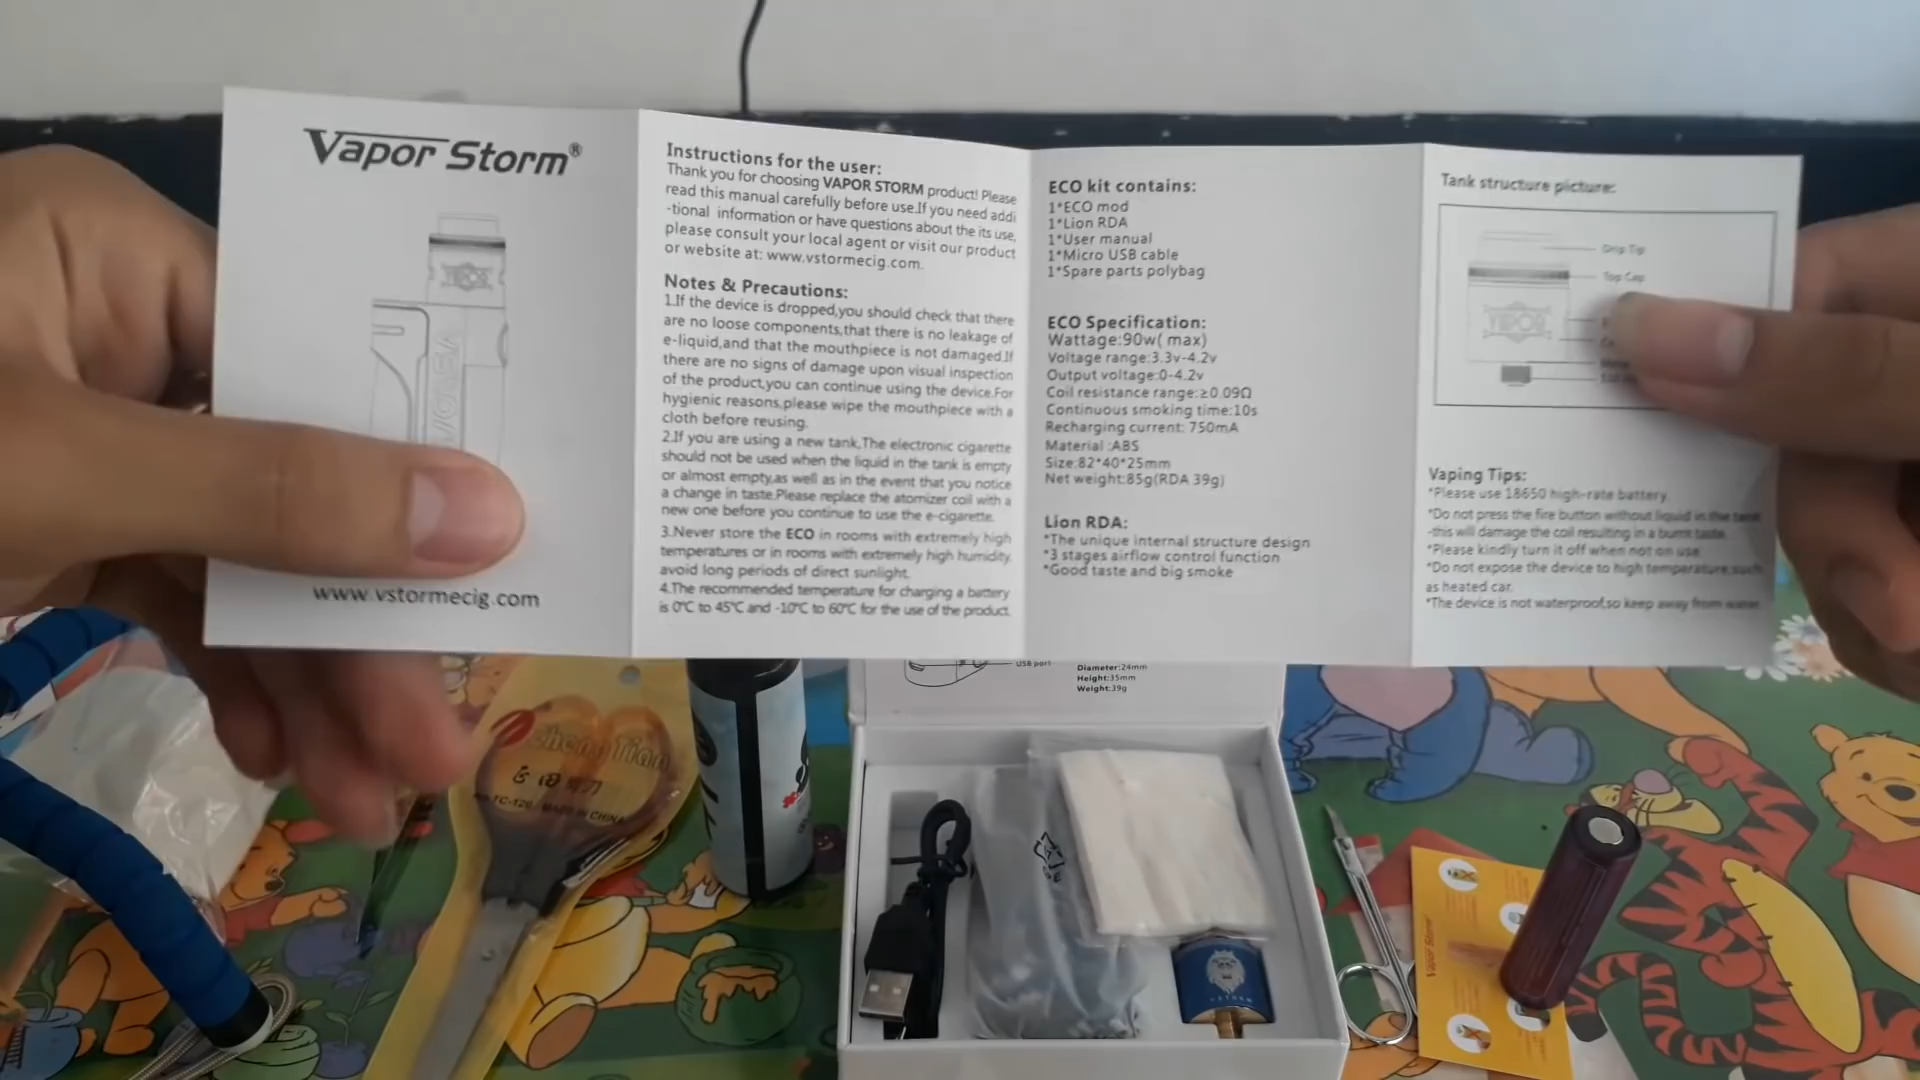 Vapor Storm®
VAPOR
www.vstormecig.com
Instructions for the user:
Thank you for choosing VAPOR STORM product! Please
read this manual carefully before use.If you need addi
-tional information or have questions about the its use,
please consult your local agent or visit our product
or website at: www.vstormecig.com.
Notes & Precautions:
1.If the device is dropped,you should check that there
are no loose components,that there is no leakage of
e-liquid,and that the mouthpiece is not damaged.If
there are no signs of damage upon visual inspection
of the product,you can continue using the device.For
hygienic reasons,please wipe the mouthpiece with a
cloth before reusing.
2.If you are using a new tank,The electronic cigarette
should not be used when the liquid in the tank is empty
or almost empty,as well as in the event that you notice
a change in taste.Please replace the atomizer coil with a
new one before you continue to use the e-cigarette.
3.Never store the ECO in rooms with extremely high
temperatures or in rooms with extremely high humidity.
avoid long periods of direct sunlight.
4.The recommended temperature for charging a battery
is 0℃ to 45℃ and -10℃ to 60℃ for the use of the product.
ECO kit contains:
1*ECO mod
1*Lion RDA
1*User manual
1*Micro USB cable
1*Spare parts polybag
ECO Specification:
Wattage:90w( max)
Voltage range:3.3v-4.2v
Output voltage:0-4.2v
Coil resistance range:≥0.09Ω
Continuous smoking time:10s
Recharging current: 750mA
Material :ABS
Size:82*40*25mm
Net weight:85g(RDA 39g)
Lion RDA:
*The unique internal structure design
*3 stages airflow control function
*Good taste and big smoke
Tank structure picture:
Drip Tip
Top Cap
VAPOR
Vaping Tips:
*Please use 18650 high-rate battery.
*Do not press the fire button without liquid in the tank
-this will damage the coil resulting in a burnt taste.
*Please kindly turn it off when not on use.
*Do not expose the device to high temperature,such
as heated car.
*The device is not waterproof,so keep away from water.
USB port
Diameter:24mm
Height:35mm
Weight:39g
Zheng Tian
TC-120 MADE IN CHINA
Vapor Storm
VSTORM